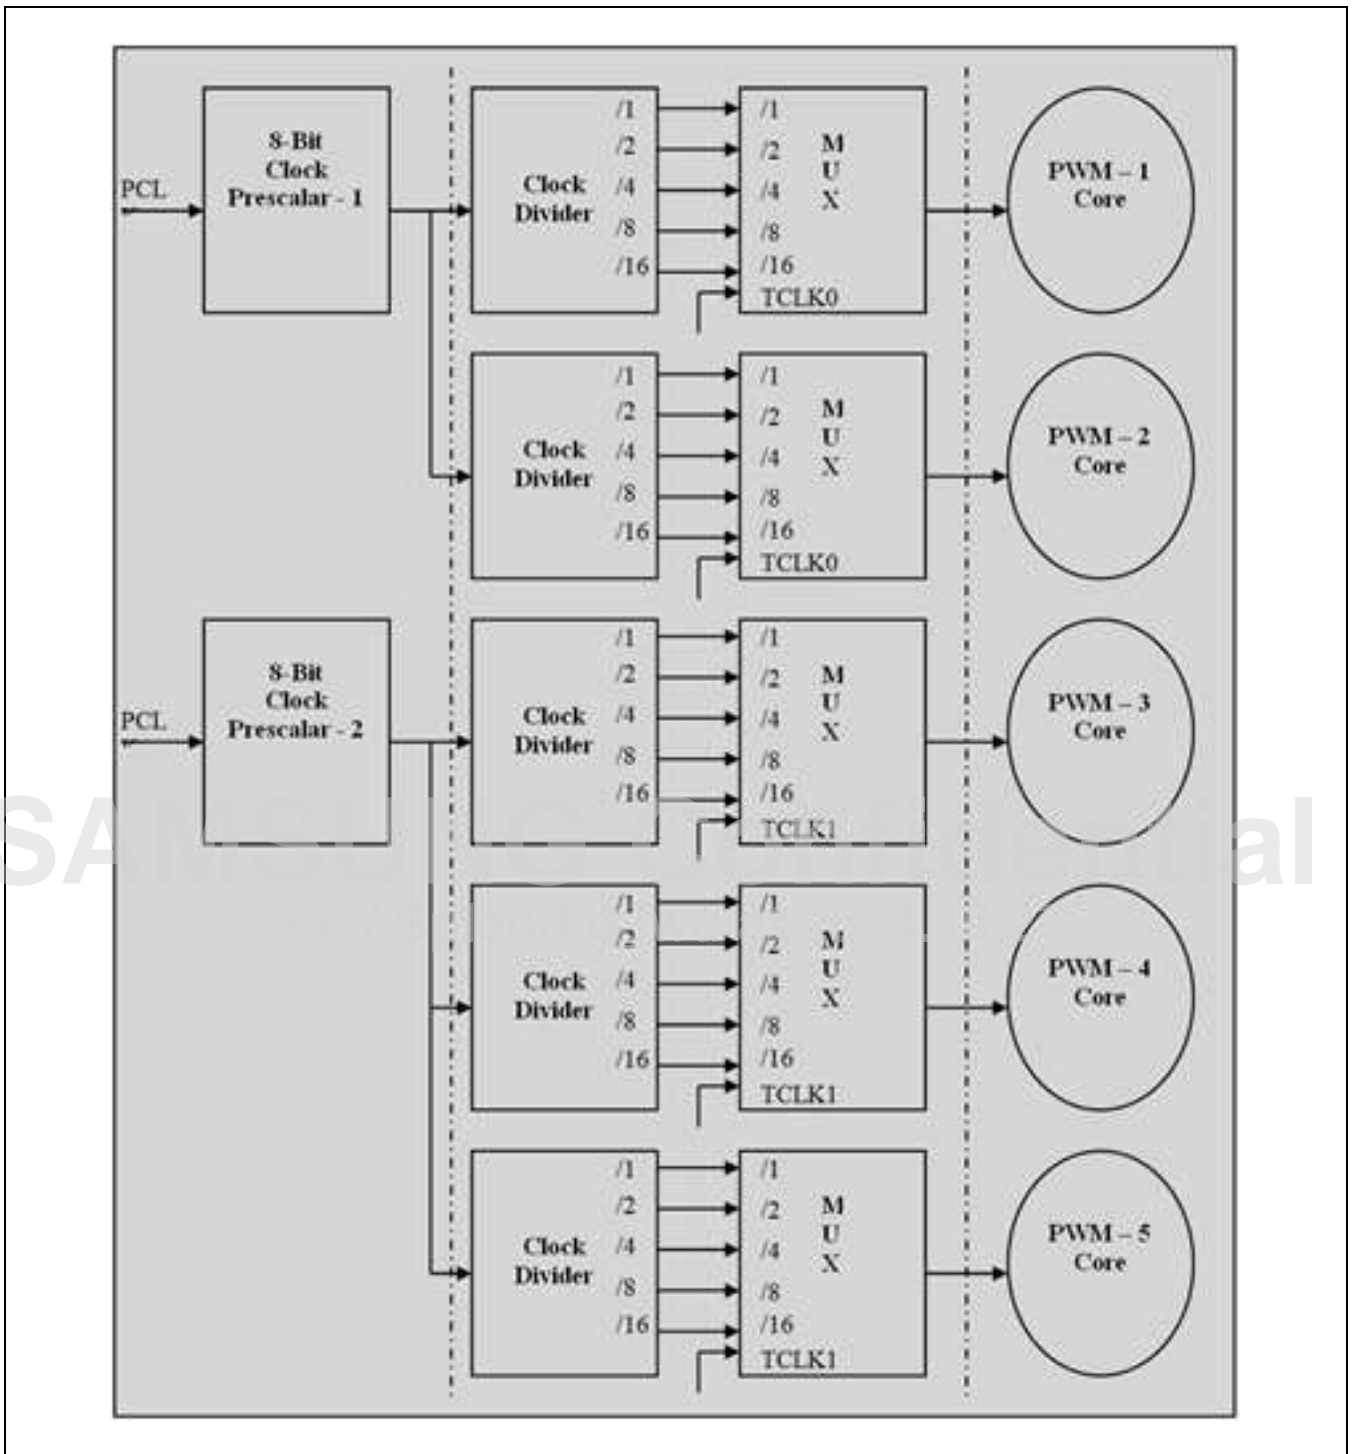 PCL
8-Bit
Clock
Prescalar - 1
Clock
Divider
/1
/2
/4
/8
/16
/1
/2
/4
/8
/16
TCLK0
M
U
X
PWM – 1
Core
Clock
Divider
/1
/2
/4
/8
/16
/1
/2
/4
/8
/16
TCLK0
M
U
X
PWM – 2
Core
PCL
8-Bit
Clock
Prescalar - 2
Clock
Divider
/1
/2
/4
/8
/16
/1
/2
/4
/8
/16
TCLK1
M
U
X
PWM – 3
Core
SAMSUNG Confidential
cn /
Clock
Divider
/1
/2
/4
/8
/16
/1
/2
/4
/8
/16
TCLK1
M
U
X
PWM – 4
Core
Clock
Divider
/1
/2
/4
/8
/16
/1
/2
/4
/8
/16
TCLK1
M
U
X
PWM – 5
Core